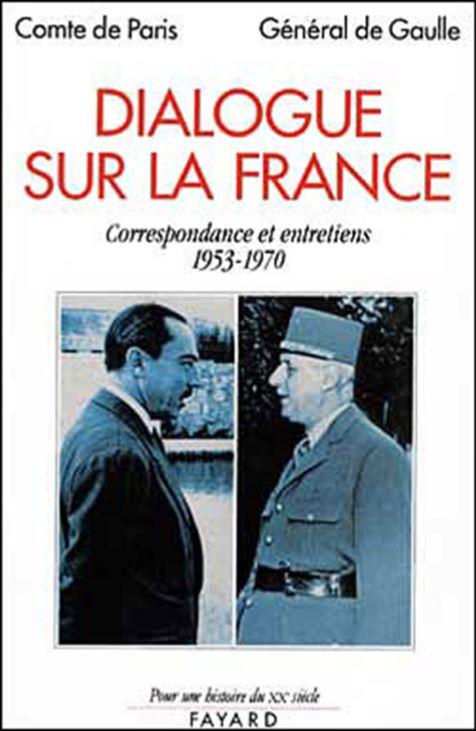 Comte de Paris Général de Gaulle
DIALOGUE
SUR LA FRANCE
Correspondance et entretiens
1953-1970
Pour une histoire du XXe siècle
FAYARD